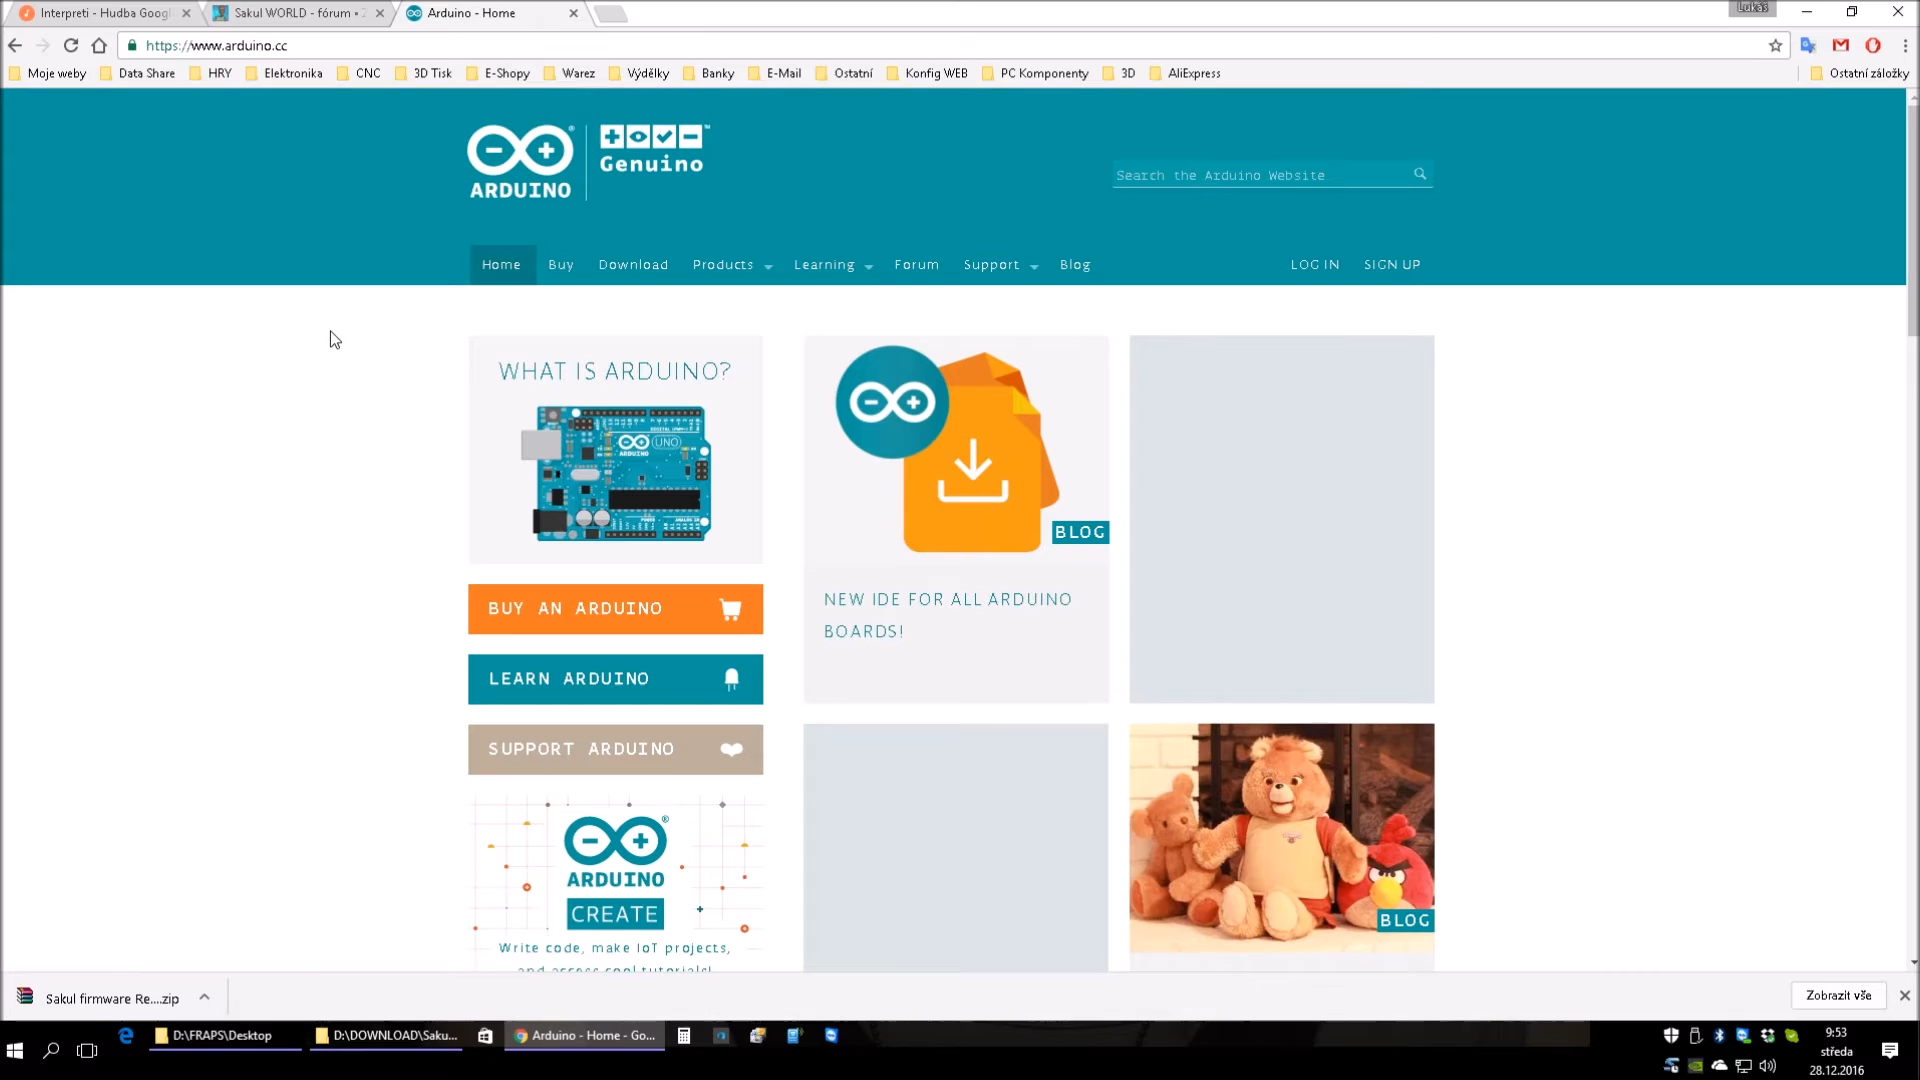 Interpreti - Hudba Googl
Sakul WORLD - fórum •
Arduino - Home
Lukáš
https://www.arduino.cc
Moje weby
Data Share
HRY
Elektronika
CNC
3D Tisk
E-Shopy
Warez
Výdělky
Banky
E-Mail
Ostatní
Konfig WEB
PC Komponenty
3D
AliExpress
Ostatní záložky
ARDUINO
Genuino
Search the Arduino Website
Home
Buy
Download
Products
Learning
Forum
Support
Blog
LOG IN
SIGN UP
WHAT IS ARDUINO?
ARDUINO
UNO
BUY AN ARDUINO
LEARN ARDUINO
SUPPORT ARDUINO
ARDUINO
CREATE
Write code, make IoT projects,
and access cool tutorials!
BLOG
NEW IDE FOR ALL ARDUINO
BOARDS!
BLOG
Sakul firmware Re....zip
Zobrazit vše
D:\FRAPS\Desktop
D:\DOWNLOAD\Saku...
Arduino - Home - Go...
9:53
středa
28.12.2016